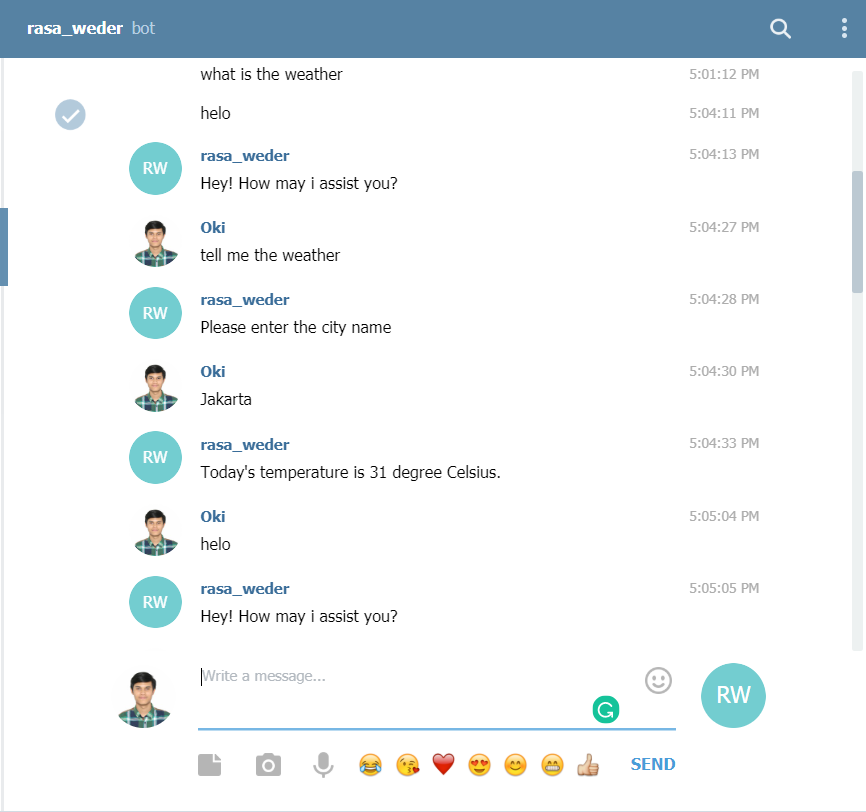 rasa_weder bot
what is the weather 5:01:12 PM
helo 5:04:11 PM
RW rasa_weder 5:04:13 PM
Hey! How may i assist you?
Oki 5:04:27 PM
tell me the weather
RW rasa_weder 5:04:28 PM
Please enter the city name
Oki 5:04:30 PM
Jakarta
RW rasa_weder 5:04:33 PM
Today's temperature is 31 degree Celsius.
Oki 5:05:04 PM
helo
RW rasa_weder 5:05:05 PM
Hey! How may i assist you?
Write a message...
RW
SEND